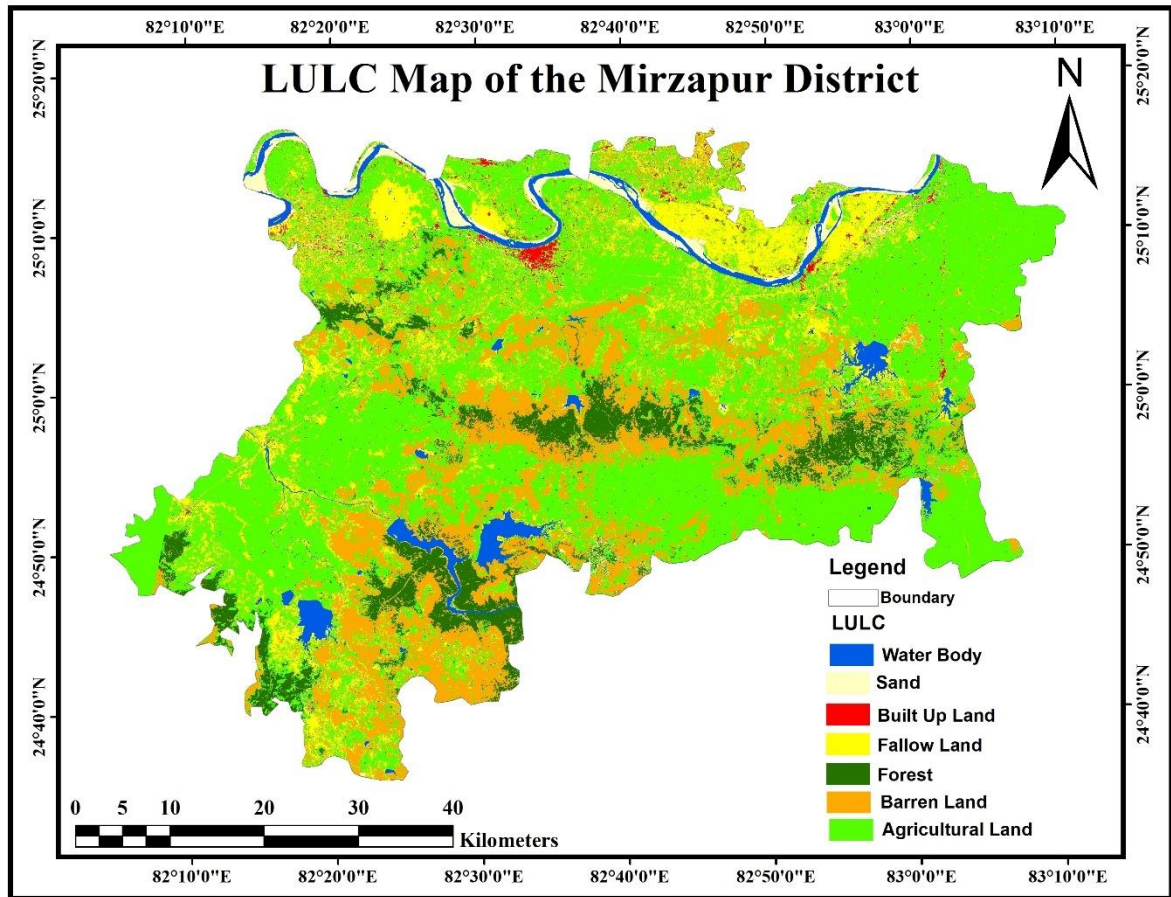 82°10'0"E 82°20'0"E 82°30'0"E 82°40'0"E 82°50'0"E 83°0'0"E 83°10'0"E
LULC Map of the Mirzapur District
N
25°20'0"N
25°10'0"N
25°0'0"N
24°50'0"N
24°40'0"N
25°20'0"N
25°10'0"N
25°0'0"N
24°50'0"N
24°40'0"N
Legend
Boundary
LULC
Water Body
Sand
Built Up Land
Fallow Land
Forest
Barren Land
Agricultural Land
0 5 10 20 30 40
Kilometers
82°10'0"E 82°20'0"E 82°30'0"E 82°40'0"E 82°50'0"E 83°0'0"E 83°10'0"E